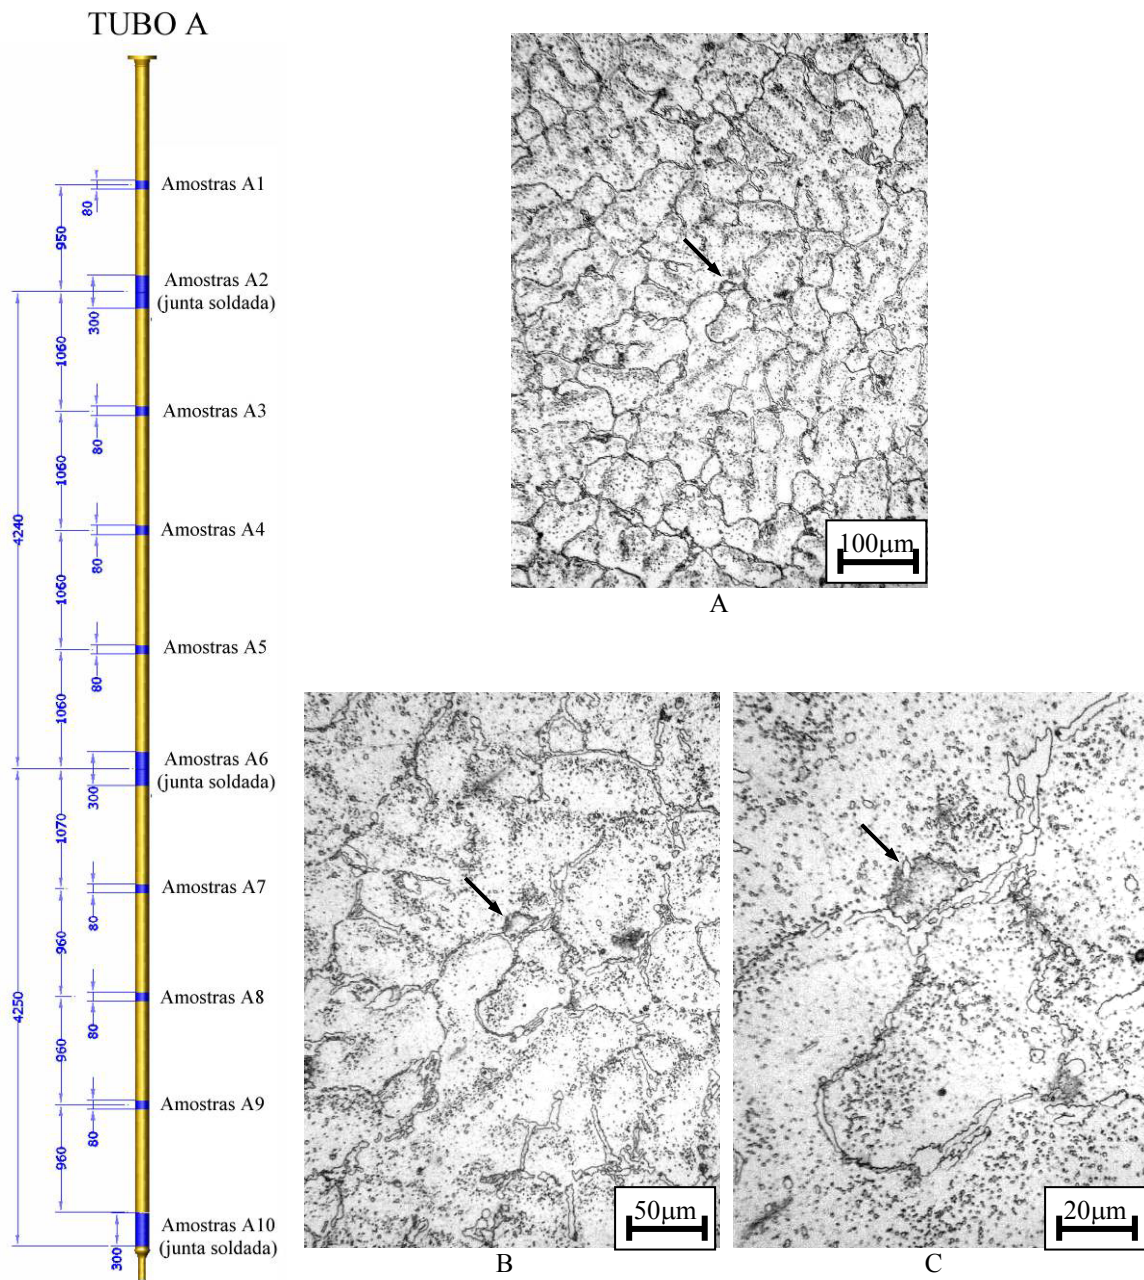 TUBO A
Amostras A1
80
950
Amostras A2
(junta soldada)
300
1060
Amostras A3
80
1060
4240
Amostras A4
80
1060
Amostras A5
80
1060
Amostras A6
(junta soldada)
300
1070
Amostras A7
80
960
4250
Amostras A8
80
960
Amostras A9
80
960
Amostras A10
(junta soldada)
300
100μm
A
50μm
B
20μm
C